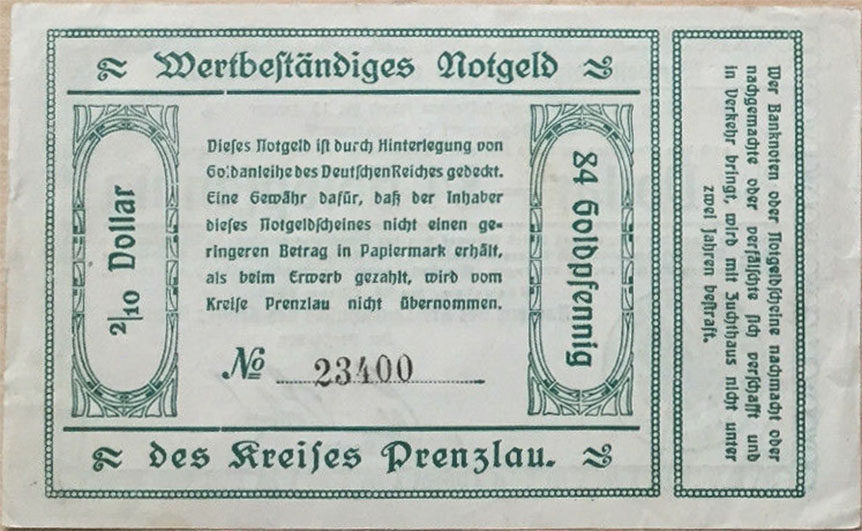 Wertbeständiges Notgeld
2/10 Dollar
Dieses Notgeld ist durch Hinterlegung von
Goldanleihe des Deutschen Reiches gedeckt.
Eine Gewähr dafür, daß der Inhaber
dieses Notgeldscheines nicht einen ge-
ringeren Betrag in Papiermark erhält,
als beim Erwerb gezahlt, wird vom
Kreise Prenzlau nicht übernommen.
№ 23400
84 Goldpfennig
des Kreises Prenzlau.
Wer Banknoten oder Notgeldscheine nachmacht oder
nachgemachte oder verfälschte sich verschafft und
in Verkehr bringt, wird mit Zuchthaus nicht unter
zwei Jahren bestraft.